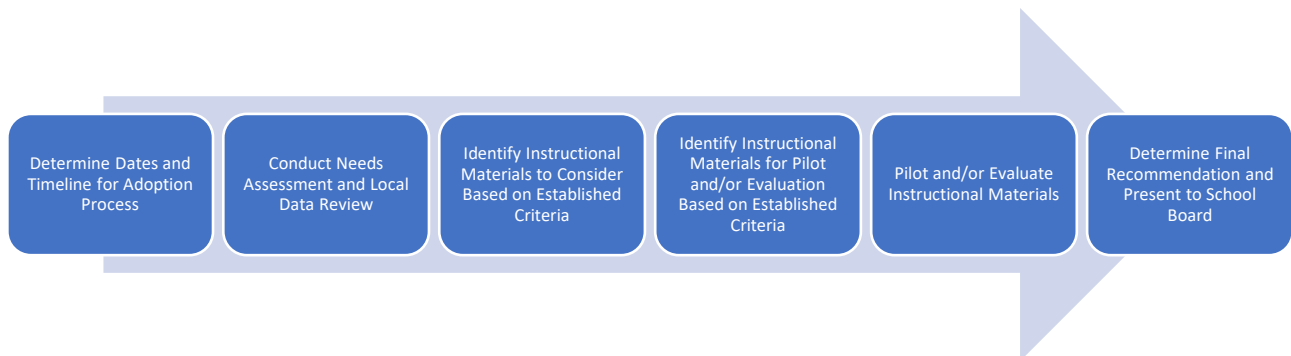 Determine Dates and
Timeline for Adoption
Process
Conduct Needs
Assessment and Local
Data Review
Identify Instructional
Materials to Consider
Based on Established
Criteria
Identify Instructional
Materials for Pilot
and/or Evaluation
Based on Established
Criteria
Pilot and/or Evaluate
Instructional Materials
Determine Final
Recommendation and
Present to School
Board